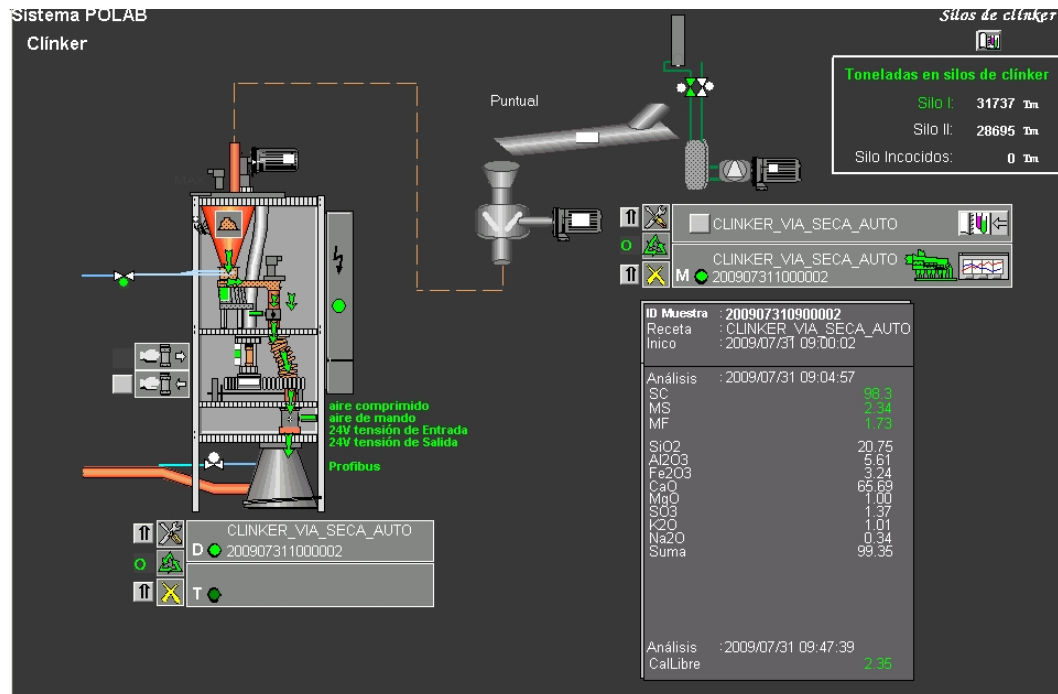 Sistema POLAB
Silos de clínker
Clínker
Toneladas en silos de clínker
Silo I: 31737 Tm
Silo II: 28695 Tm
Silo Incocidos: 0 Tm
Puntual
CLINKER_VIA_SECA_AUTO
O
CLINKER_VIA_SECA_AUTO
M 200907311000002
ID Muestra : 200907310900002
Receta : CLINKER_VIA_SECA_AUTO
Inico : 2009/07/31 09:00:02
Análisis : 2009/07/31 09:04:57
SC 98.3
MS 2.34
MF 1.73
SiO2 20.75
Al2O3 5.61
Fe2O3 3.24
CaO 65.69
MgO 1.00
SO3 1.37
K2O 1.01
Na2O 0.34
Suma 99.35
Análisis : 2009/07/31 09:47:39
CalLibre 2.35
aire comprimido
aire de mando
24V tensión de Entrada
24V tensión de Salida
Profibus
CLINKER_VIA_SECA_AUTO
D 200907311000002
O
T